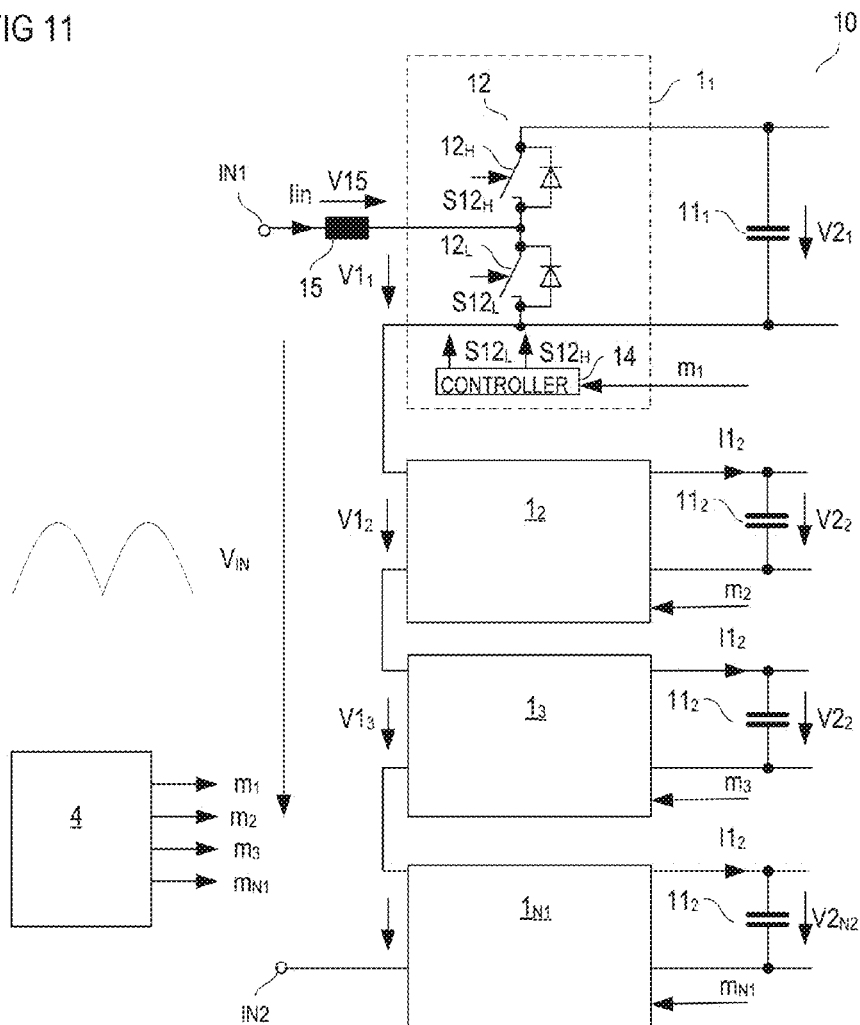 FIG 11
10
12
1₁
12H
IN1
Iin
V15
S12H
11₁
V2₁
15
12L
V1₁
S12L
S12L
S12H
14
CONTROLLER
m₁
I1₂
V1₂
1₂
11₂
V2₂
VIN
m₂
I1₂
V1₃
1₃
11₂
V2₂
m₁
4
m₂
m₃
m₃
mN1
I1₂
1N1
11₂
V2N2
IN2
mN1